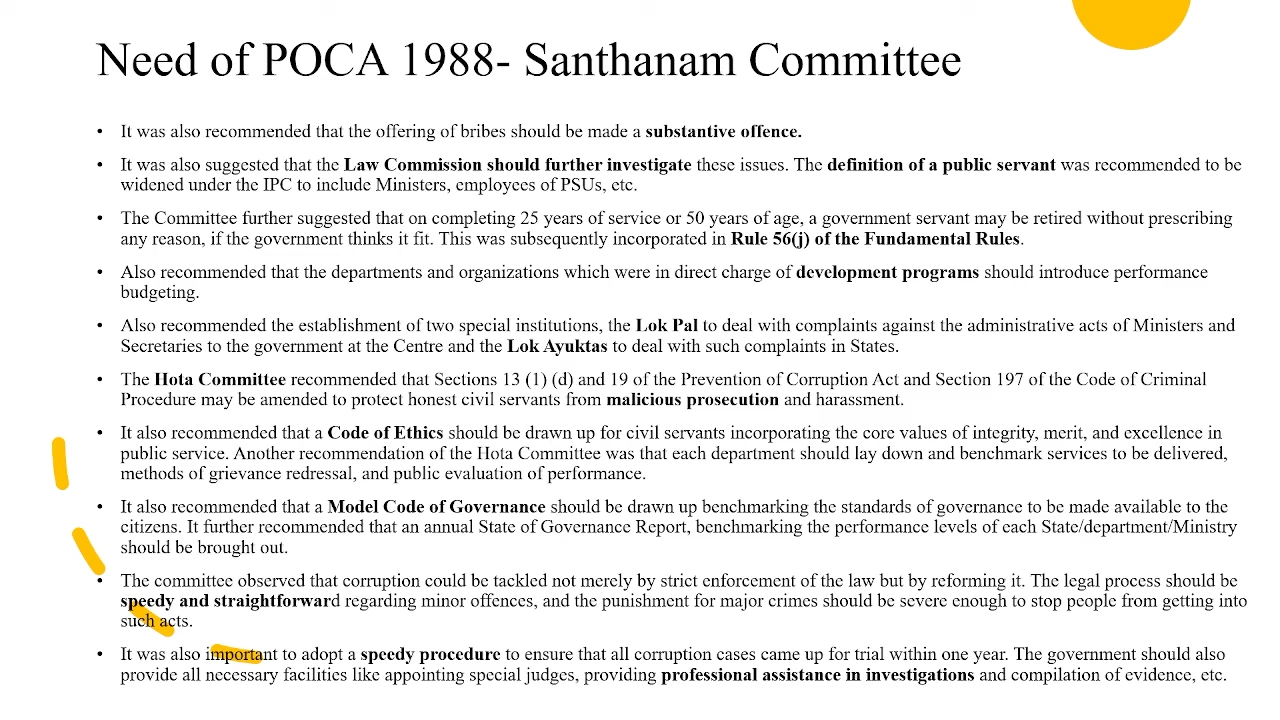 Need of POCA 1988- Santhanam Committee
• It was also recommended that the offering of bribes should be made a substantive offence.
• It was also suggested that the Law Commission should further investigate these issues. The definition of a public servant was recommended to be
widened under the IPC to include Ministers, employees of PSUs, etc.
• The Committee further suggested that on completing 25 years of service or 50 years of age, a government servant may be retired without prescribing
any reason, if the government thinks it fit. This was subsequently incorporated in Rule 56(j) of the Fundamental Rules.
• Also recommended that the departments and organizations which were in direct charge of development programs should introduce performance
budgeting.
• Also recommended the establishment of two special institutions, the Lok Pal to deal with complaints against the administrative acts of Ministers and
Secretaries to the government at the Centre and the Lok Ayuktas to deal with such complaints in States.
• The Hota Committee recommended that Sections 13 (1) (d) and 19 of the Prevention of Corruption Act and Section 197 of the Code of Criminal
Procedure may be amended to protect honest civil servants from malicious prosecution and harassment.
• It also recommended that a Code of Ethics should be drawn up for civil servants incorporating the core values of integrity, merit, and excellence in
public service. Another recommendation of the Hota Committee was that each department should lay down and benchmark services to be delivered,
methods of grievance redressal, and public evaluation of performance.
• It also recommended that a Model Code of Governance should be drawn up benchmarking the standards of governance to be made available to the
citizens. It further recommended that an annual State of Governance Report, benchmarking the performance levels of each State/department/Ministry
should be brought out.
• The committee observed that corruption could be tackled not merely by strict enforcement of the law but by reforming it. The legal process should be
speedy and straightforward regarding minor offences, and the punishment for major crimes should be severe enough to stop people from getting into
such acts.
• It was also important to adopt a speedy procedure to ensure that all corruption cases came up for trial within one year. The government should also
provide all necessary facilities like appointing special judges, providing professional assistance in investigations and compilation of evidence, etc.